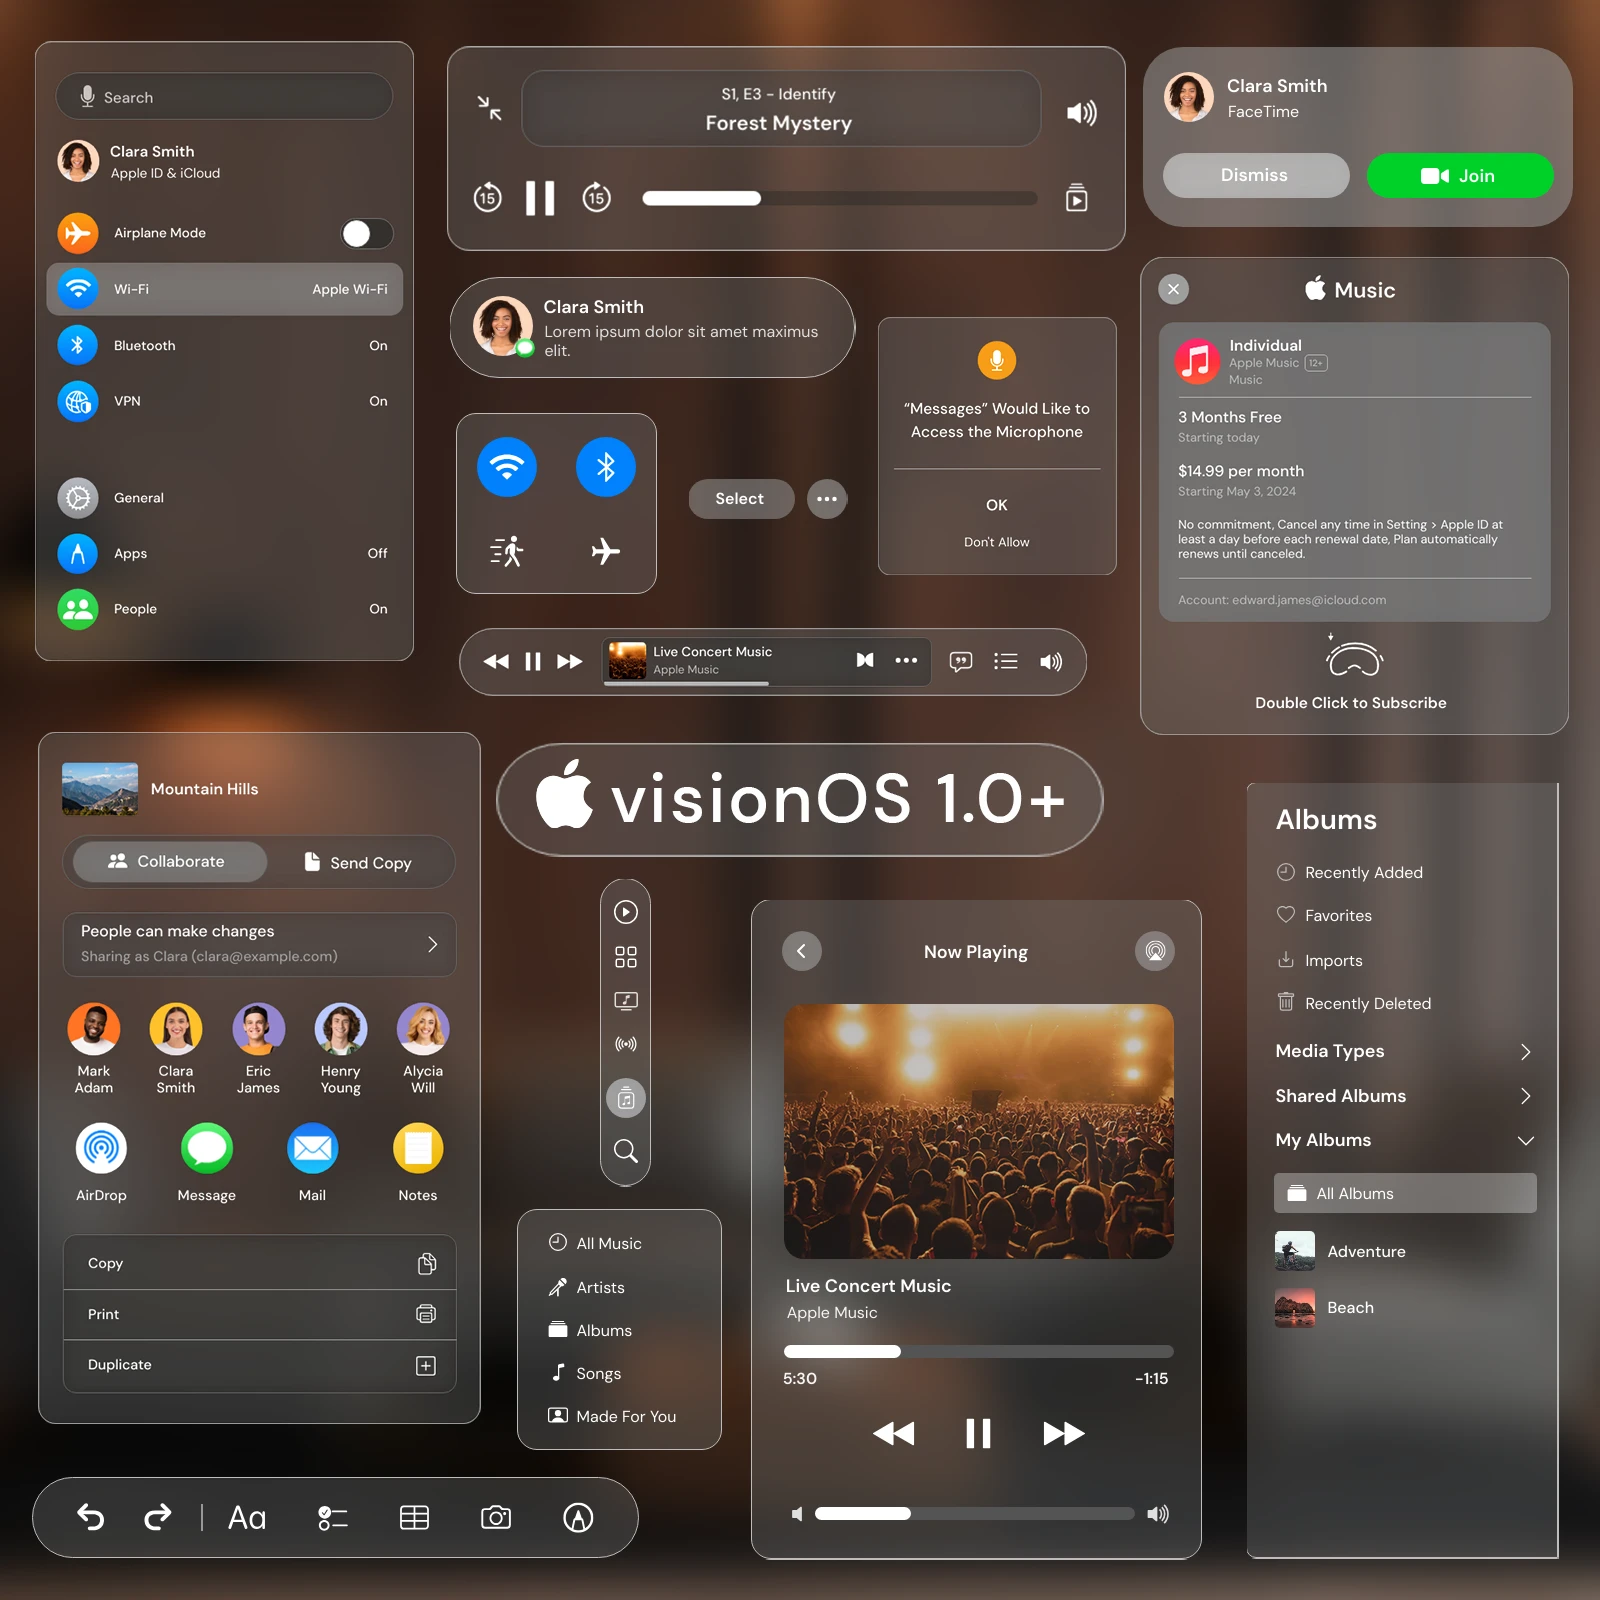 Search
Clara Smith
Apple ID & iCloud
Airplane Mode
Wi-Fi
Apple Wi-Fi
Bluetooth
On
VPN
On
General
Apps
Off
People
On
S1, E3 - Identify
Forest Mystery
15
15
Clara Smith
FaceTime
Dismiss
Join
Clara Smith
Lorem ipsum dolor sit amet maximus
elit.
Select
“Messages” Would Like to
Access the Microphone
OK
Don't Allow
Music
Individual
Apple Music 12+
Music
3 Months Free
Starting today
$14.99 per month
Starting May 3, 2024
No commitment, Cancel any time in Setting > Apple ID at
least a day before each renewal date, Plan automatically
renews until canceled.
Account: edward.james@icloud.com
Double Click to Subscribe
Live Concert Music
Apple Music
visionOS 1.0+
Mountain Hills
Collaborate
Send Copy
People can make changes
Sharing as Clara (clara@example.com)
Mark
Adam
Clara
Smith
Eric
James
Henry
Young
Alycia
Will
AirDrop
Message
Mail
Notes
Copy
Print
Duplicate
All Music
Artists
Albums
Songs
Made For You
Now Playing
Live Concert Music
Apple Music
5:30
-1:15
Albums
Recently Added
Favorites
Imports
Recently Deleted
Media Types
Shared Albums
My Albums
All Albums
Adventure
Beach
Aa